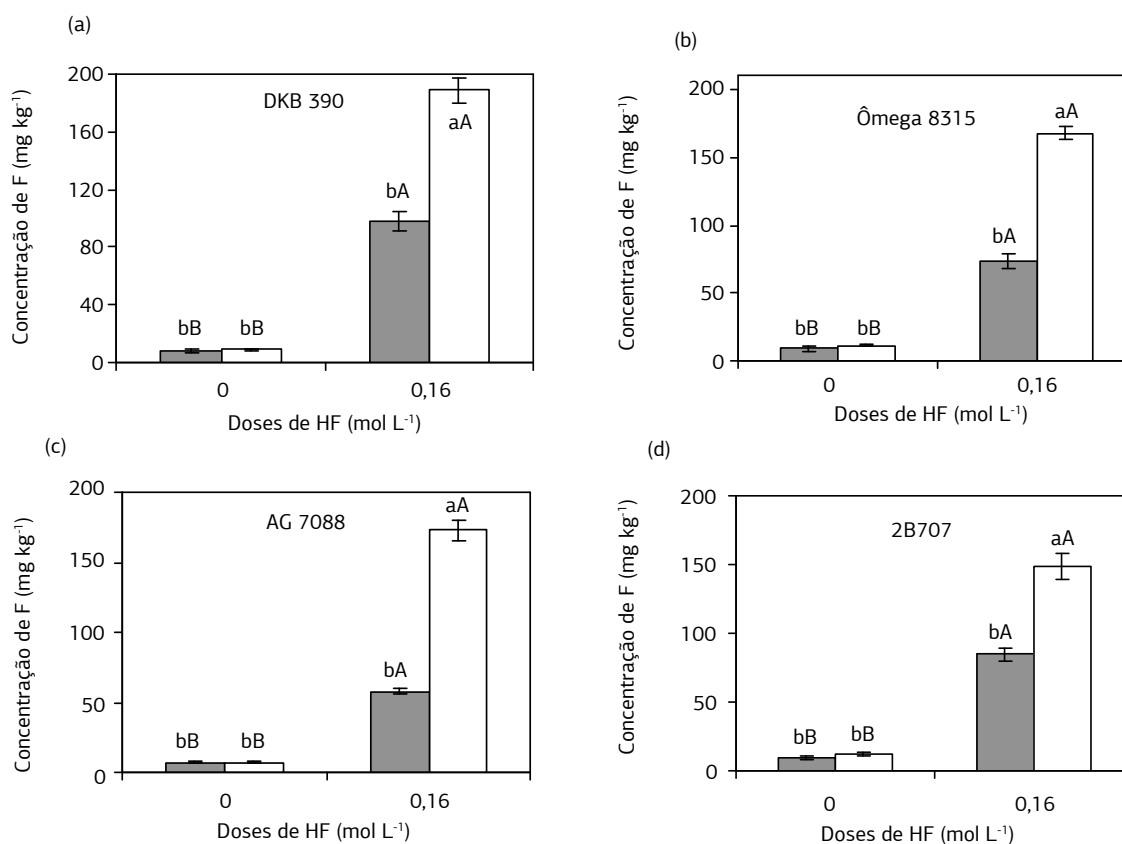 (a)
Concentração de F (mg kg⁻¹)
200
160
120
80
40
0
DKB 390
bB
bB
bA
aA
0
0,16
Doses de HF (mol L⁻¹)
(b)
Concentração de F (mg kg⁻¹)
200
150
100
50
0
Ômega 8315
bB
bB
bA
aA
0
0,16
Doses de HF (mol L⁻¹)
(c)
Concentração de F (mg kg⁻¹)
200
150
100
50
0
AG 7088
bB
bB
bA
aA
0
0,16
Doses de HF (mol L⁻¹)
(d)
Concentração de F (mg kg⁻¹)
200
150
100
50
0
2B707
bB
bB
bA
aA
0
0,16
Doses de HF (mol L⁻¹)